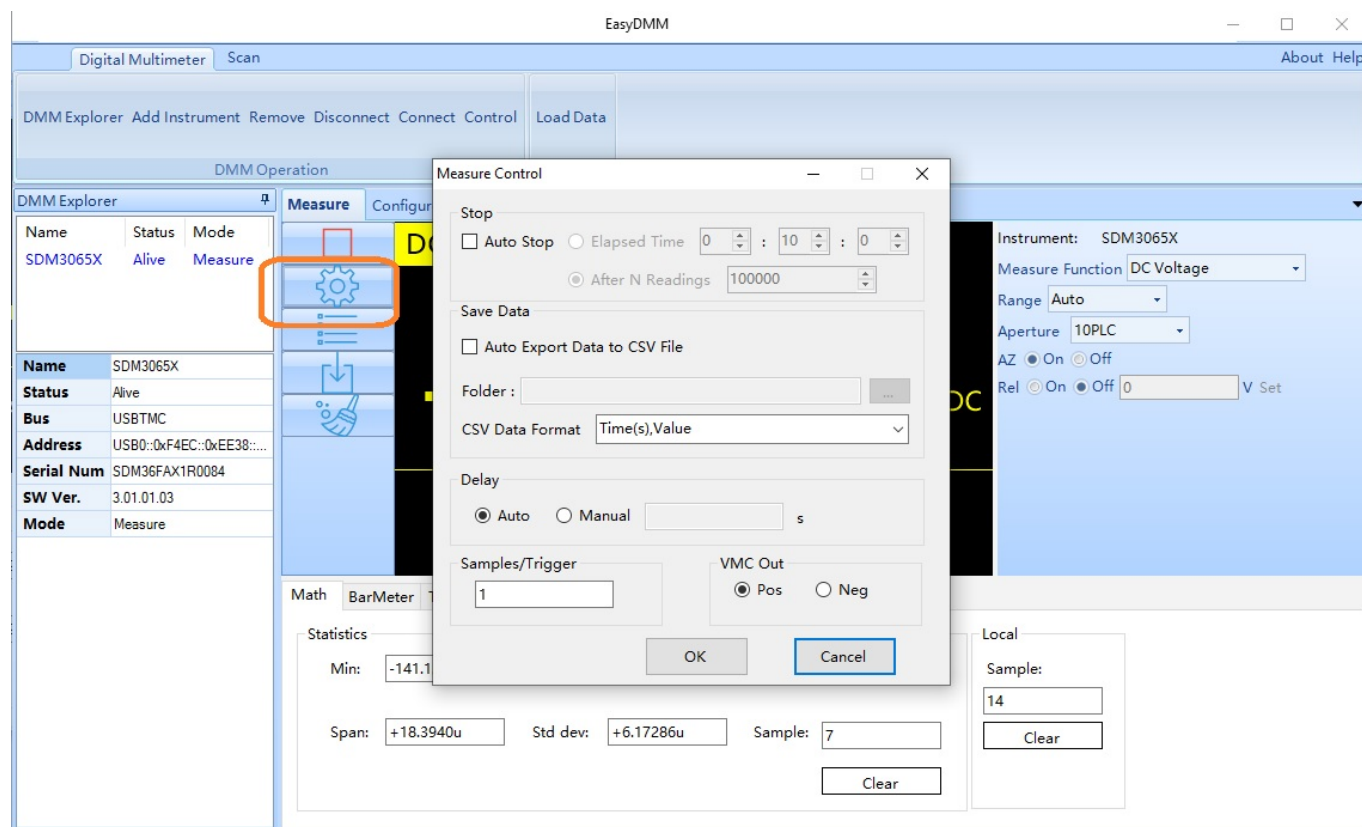 EasyDMM
Digital Multimeter Scan About Help
DMM Explorer Add Instrument Remove Disconnect Connect Control Load Data
DMM Operation
DMM Explorer
Name Status Mode
SDM3065X Alive Measure
Name SDM3065X
Status Alive
Bus USBTMC
Address USB0::0xF4EC::0xEE38::...
Serial Num SDM36FAX1R0084
SW Ver. 3.01.01.03
Mode Measure
Measure Configur
DC
Measure Control
Stop
Auto Stop Elapsed Time 0 : 10 : 0
After N Readings 100000
Save Data
Auto Export Data to CSV File
Folder : ...
CSV Data Format Time(s),Value
Delay
Auto Manual s
Samples/Trigger
1
VMC Out
Pos Neg
OK Cancel
Instrument: SDM3065X
Measure Function DC Voltage
Range Auto
Aperture 10PLC
AZ On Off
Rel On Off 0 V Set
Math BarMeter
Statistics
Min: -141.1
Span: +18.3940u Std dev: +6.17286u Sample: 7
Clear
Local
Sample:
14
Clear